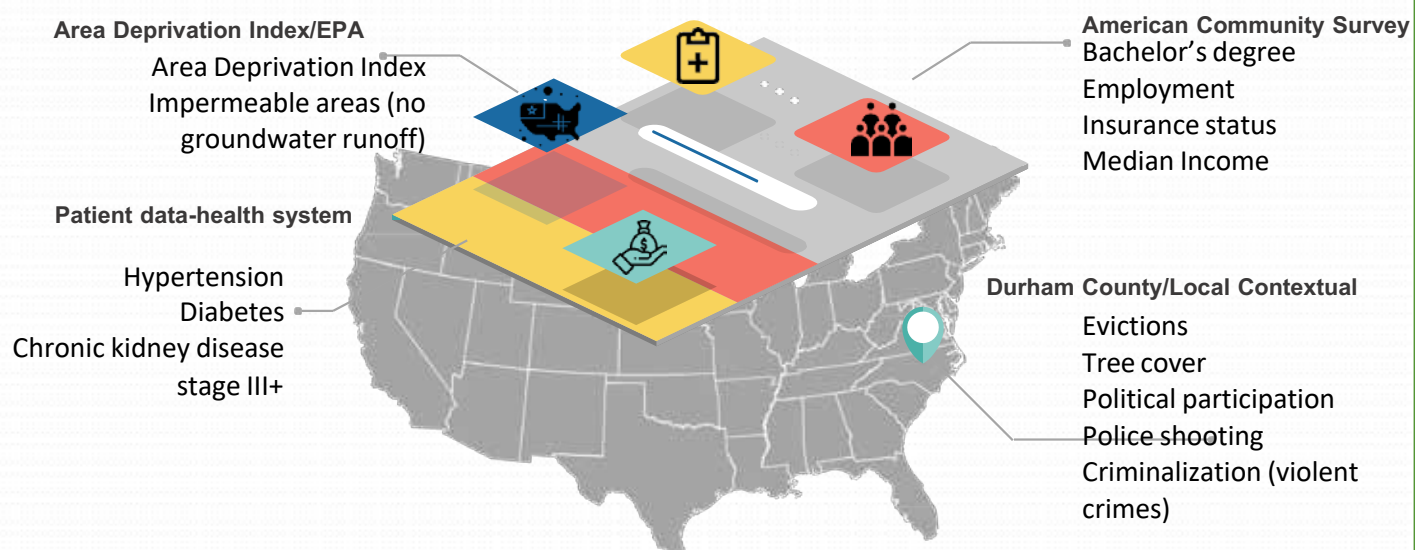 Area Deprivation Index/EPA
Area Deprivation Index
Impermeable areas (no
groundwater runoff)
Patient data-health system
Hypertension
Diabetes
Chronic kidney disease
stage III+
American Community Survey
Bachelor’s degree
Employment
Insurance status
Median Income
Durham County/Local Contextual
Evictions
Tree cover
Political participation
Police shooting
Criminalization (violent
crimes)